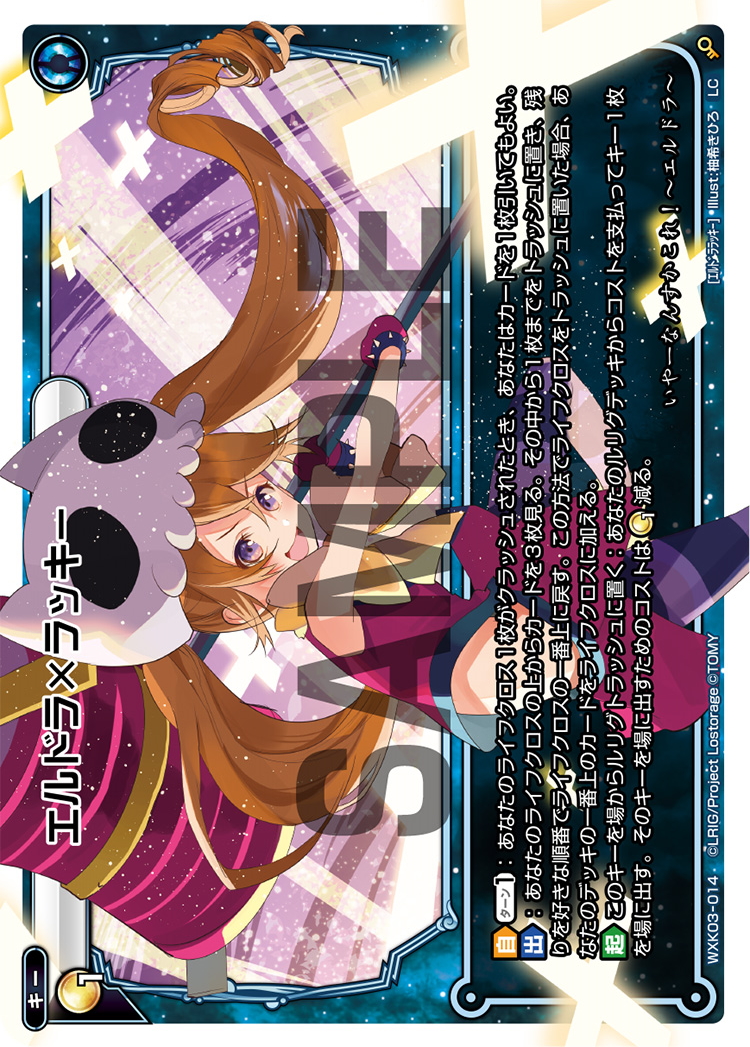 キー
1
エルドラ×ラッキー
SAMPLE
自 ターン1:あなたのライフクロス1枚がクラッシュされたとき、あなたはカードを1枚引いてもよい。
出:あなたのライフクロスの上からカードを3枚見る。その中から1枚までをトラッシュに置き、残
りを好きな順番でライフクロスの一番上に戻す。この方法でライフクロスをトラッシュに置いた場合、あ
なたのデッキの一番上のカードをライフクロスに加える。
起 このキーを場からルリグトラッシュに置く:あなたのルリグデッキからコストを支払ってキー1枚
を場に出す。そのキーを場に出すためのコストはG1減る。
いやーなんすかこれ!〜エルドラ〜
WXK03-014 ©LRIG/Project Lostorage ©TOMY [エルドララッキー] Illust:柚希きひろ LC